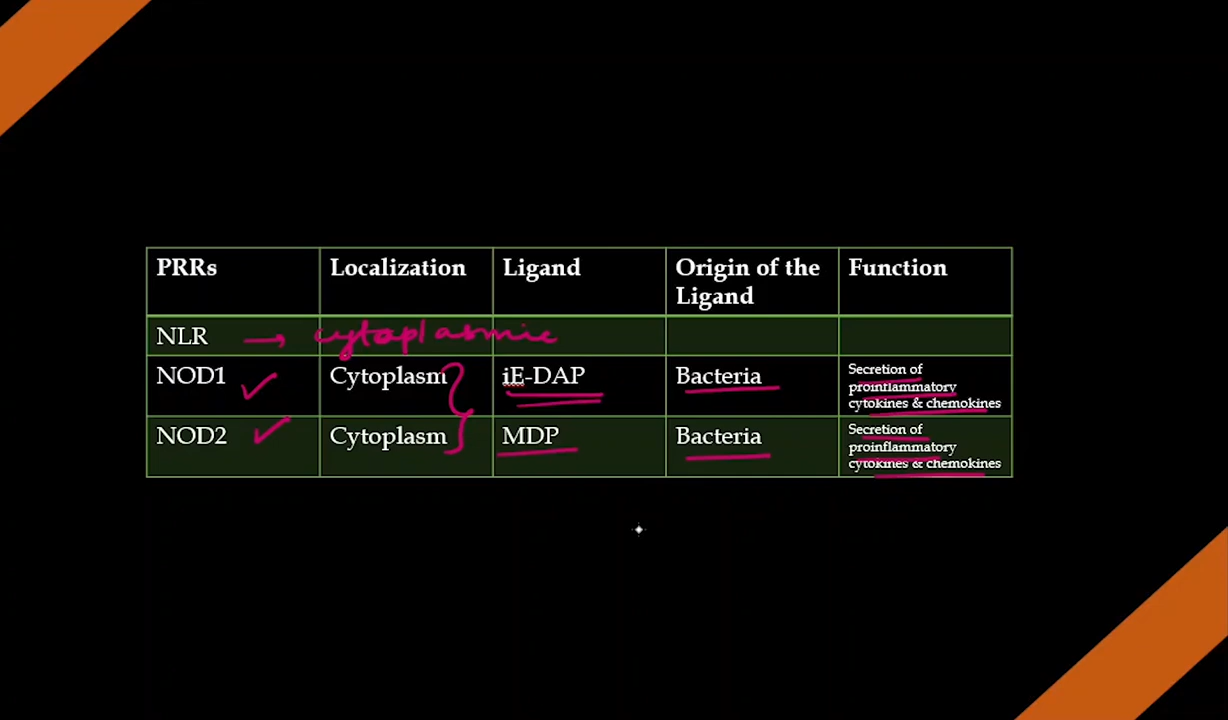 PRRs Localization Ligand Origin of the Ligand Function
NLR → cytoplasmic
NOD1 Cytoplasm iE-DAP Bacteria Secretion of proinflammatory cytokines & chemokines
NOD2 Cytoplasm MDP Bacteria Secretion of proinflammatory cytokines & chemokines